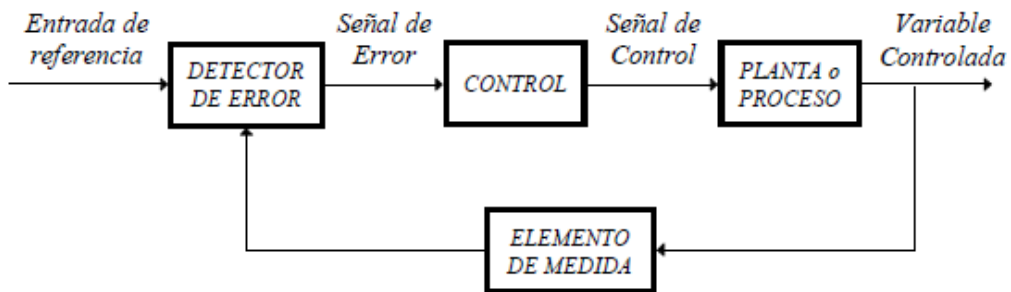 Entrada de
referencia
DETECTOR
DE ERROR
Señal de
Error
CONTROL
Señal de
Control
PLANTA o
PROCESO
Variable
Controlada
ELEMENTO
DE MEDIDA